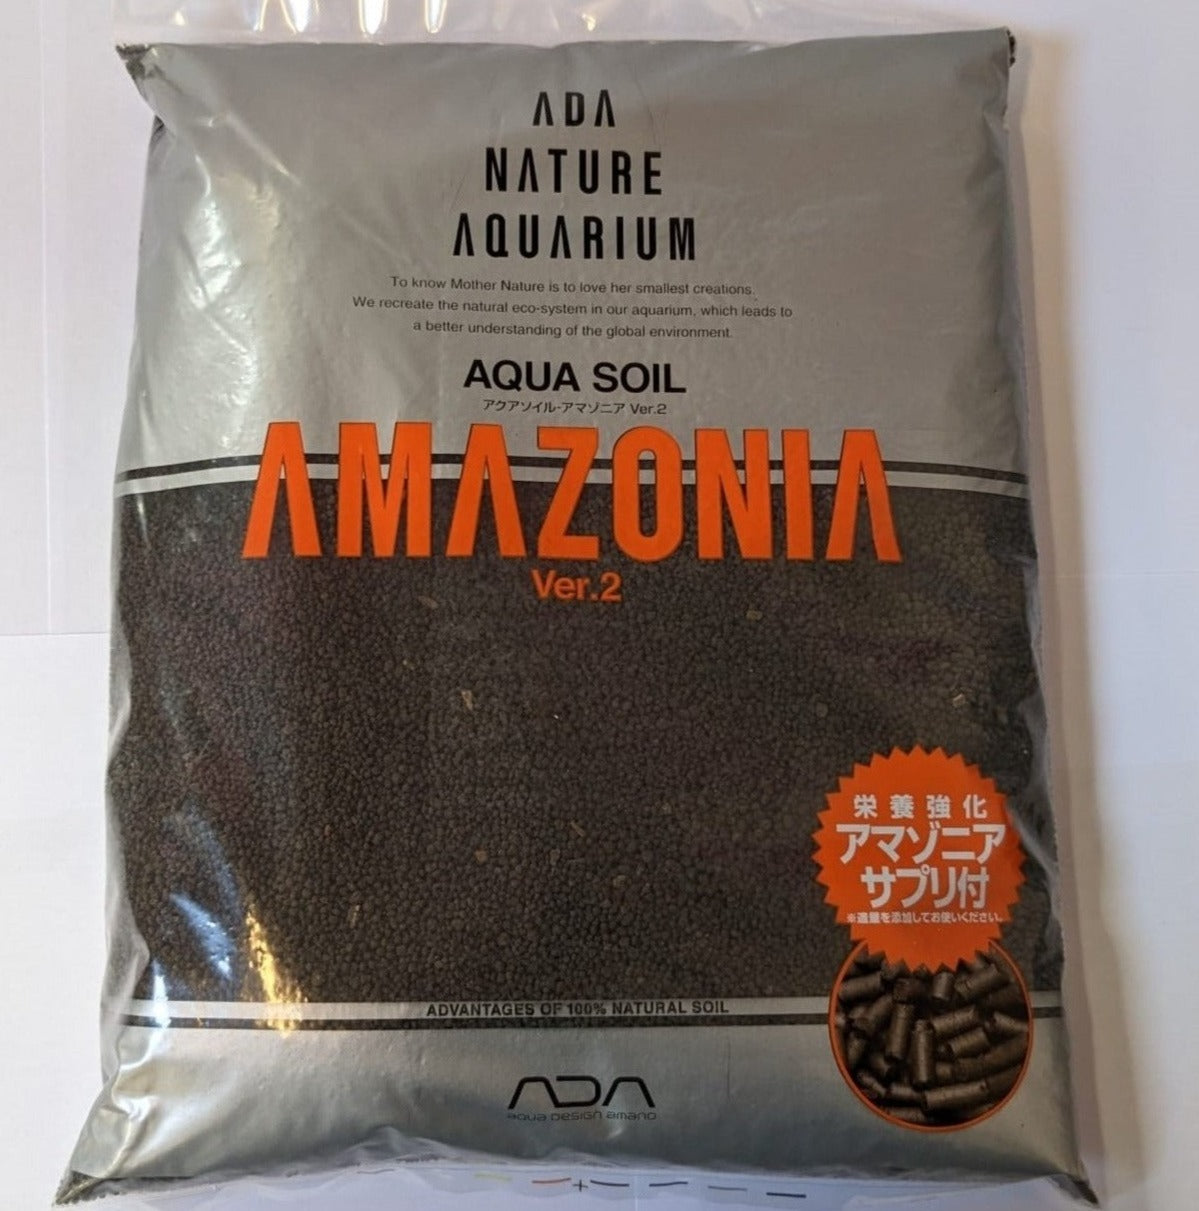 ADA
NATURE
AQUARIUM
To know Mother Nature is to love her smallest creations.
We recreate the natural eco-system in our aquarium, which leads to
a better understanding of the global environment.
AQUA SOIL
アクアソイル-アマゾニア Ver.2
AMAZONIA
Ver.2
栄養強化
アマゾニア
サプリ付
※適量を添加してお使いください。
ADVANTAGES OF 100% NATURAL SOIL
ADA
aqua Design amano